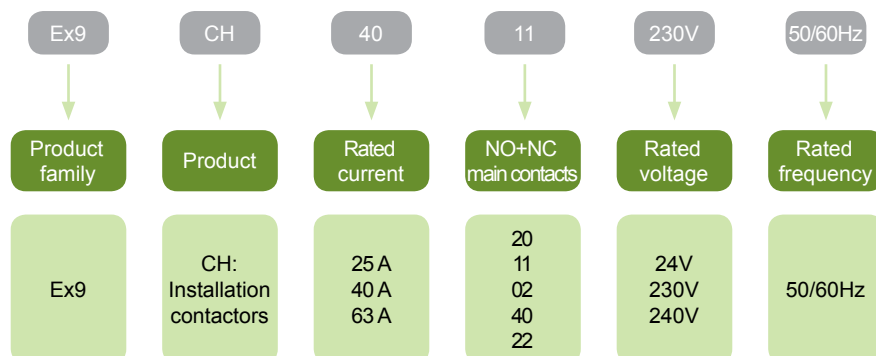 Ex9 CH 40 11 230V 50/60Hz
Product family
Product
Rated current
NO+NC main contacts
Rated voltage
Rated frequency
Ex9
CH:
Installation
contactors
25 A
40 A
63 A
20
11
02
40
22
24V
230V
240V
50/60Hz